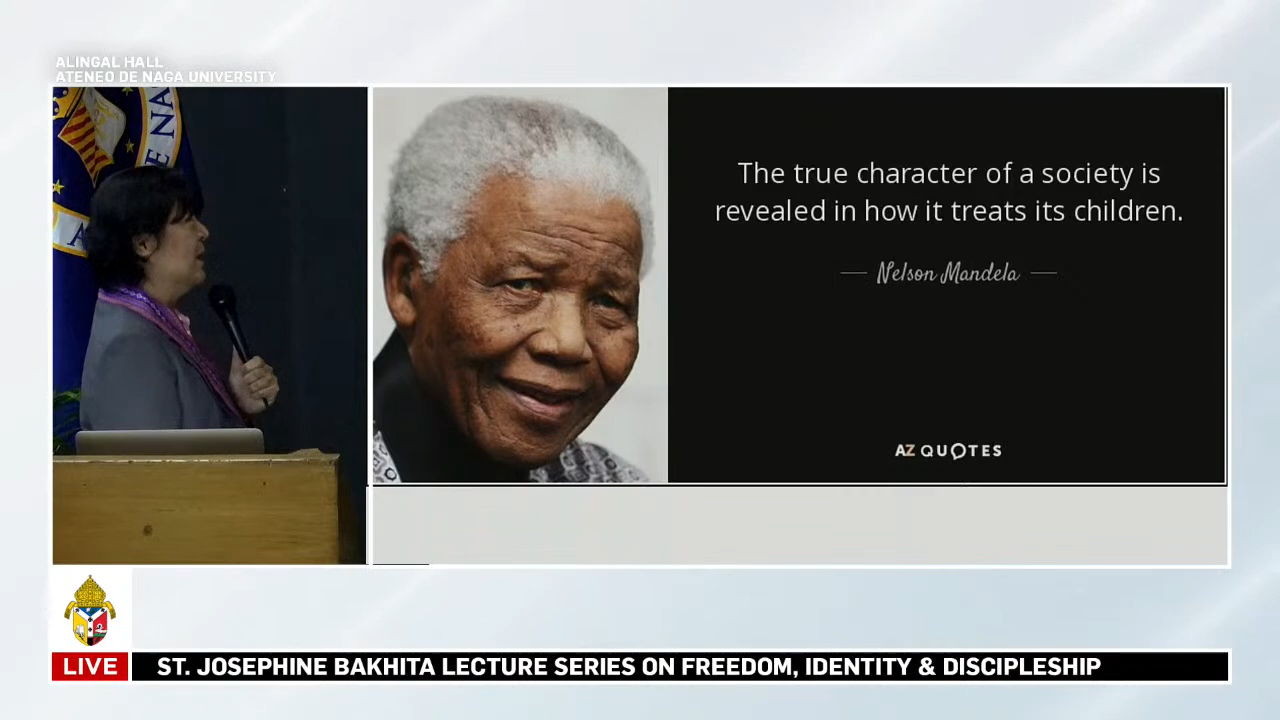 ALINGAL HALL
ATENEO DE NAGA UNIVERSITY
E NA
A
The true character of a society is
revealed in how it treats its children.
Nelson Mandela
AZ QUOTES
LIVE
ST. JOSEPHINE BAKHITA LECTURE SERIES ON FREEDOM, IDENTITY & DISCIPLESHIP